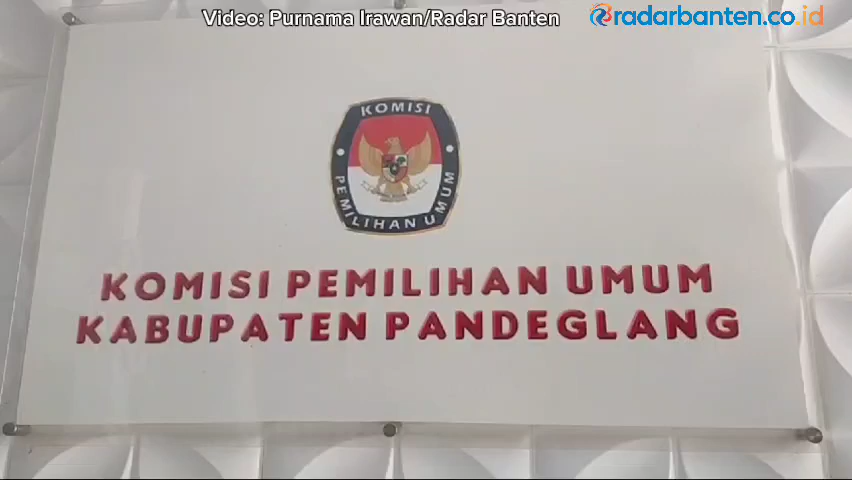 Video: Purnama Irawan/Radar Banten
radarbanten.co.id
KOMISI
PEMILIHAN UMUM
KOMISI PEMILIHAN UMUM
KABUPATEN PANDEGLANG